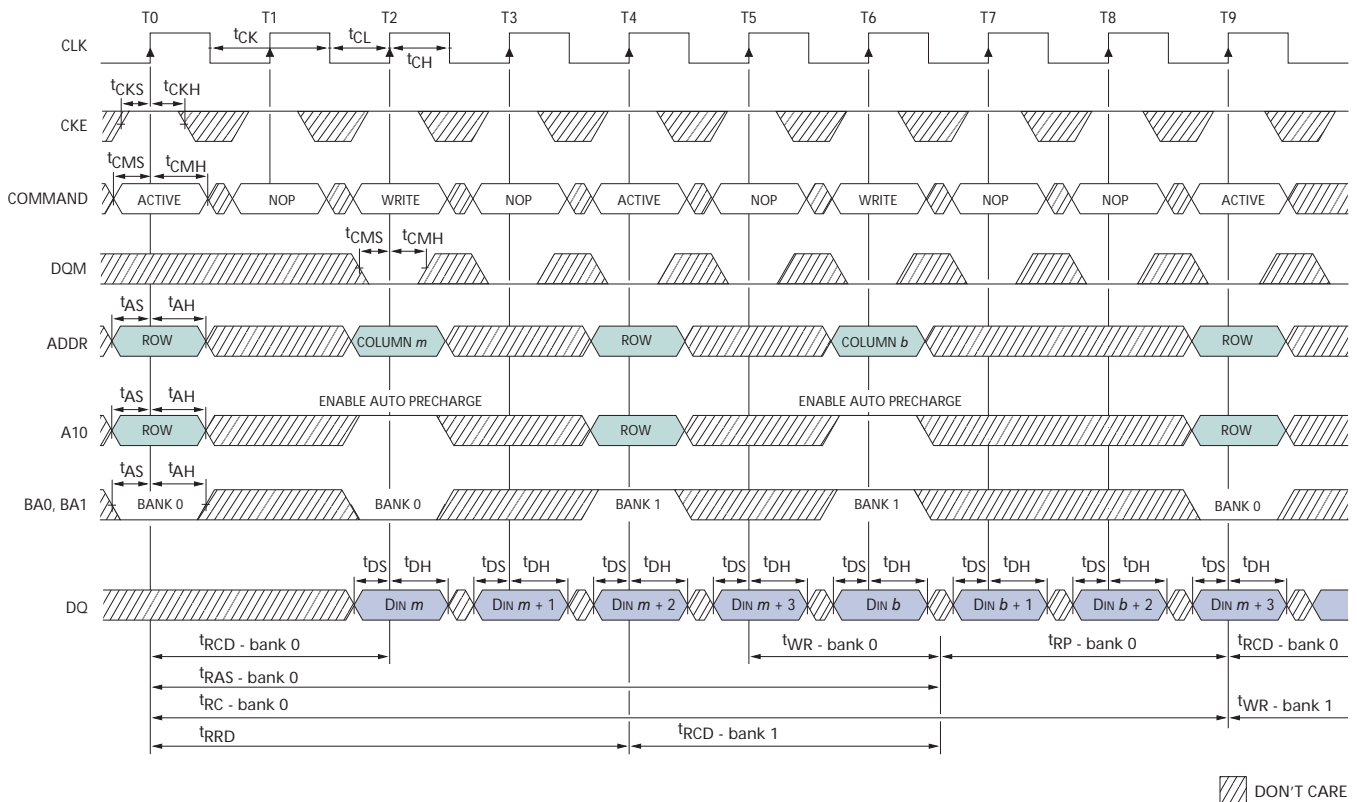 T0 T1 T2 T3 T4 T5 T6 T7 T8 T9
CLK
tCK tCL
tCH
tCKS tCKH
CKE
tCMS tCMH
COMMAND ACTIVE NOP WRITE NOP ACTIVE NOP WRITE NOP NOP ACTIVE
tCMS tCMH
DQM
tAS tAH
ADDR ROW COLUMN m ROW COLUMN b ROW
tAS tAH
ENABLE AUTO PRECHARGE ENABLE AUTO PRECHARGE
A10 ROW ROW ROW
tAS tAH
BA0, BA1 BANK 0 BANK 0 BANK 1 BANK 1 BANK 0
tDS tDH tDS tDH tDS tDH tDS tDH tDS tDH tDS tDH tDS tDH tDS tDH
DQ DIN m DIN m + 1 DIN m + 2 DIN m + 3 DIN b DIN b + 1 DIN b + 2 DIN m + 3
tRCD - bank 0 tWR - bank 0 tRP - bank 0 tRCD - bank 0
tRAS - bank 0
tRC - bank 0 tWR - bank 1
tRRD tRCD - bank 1
DON'T CARE